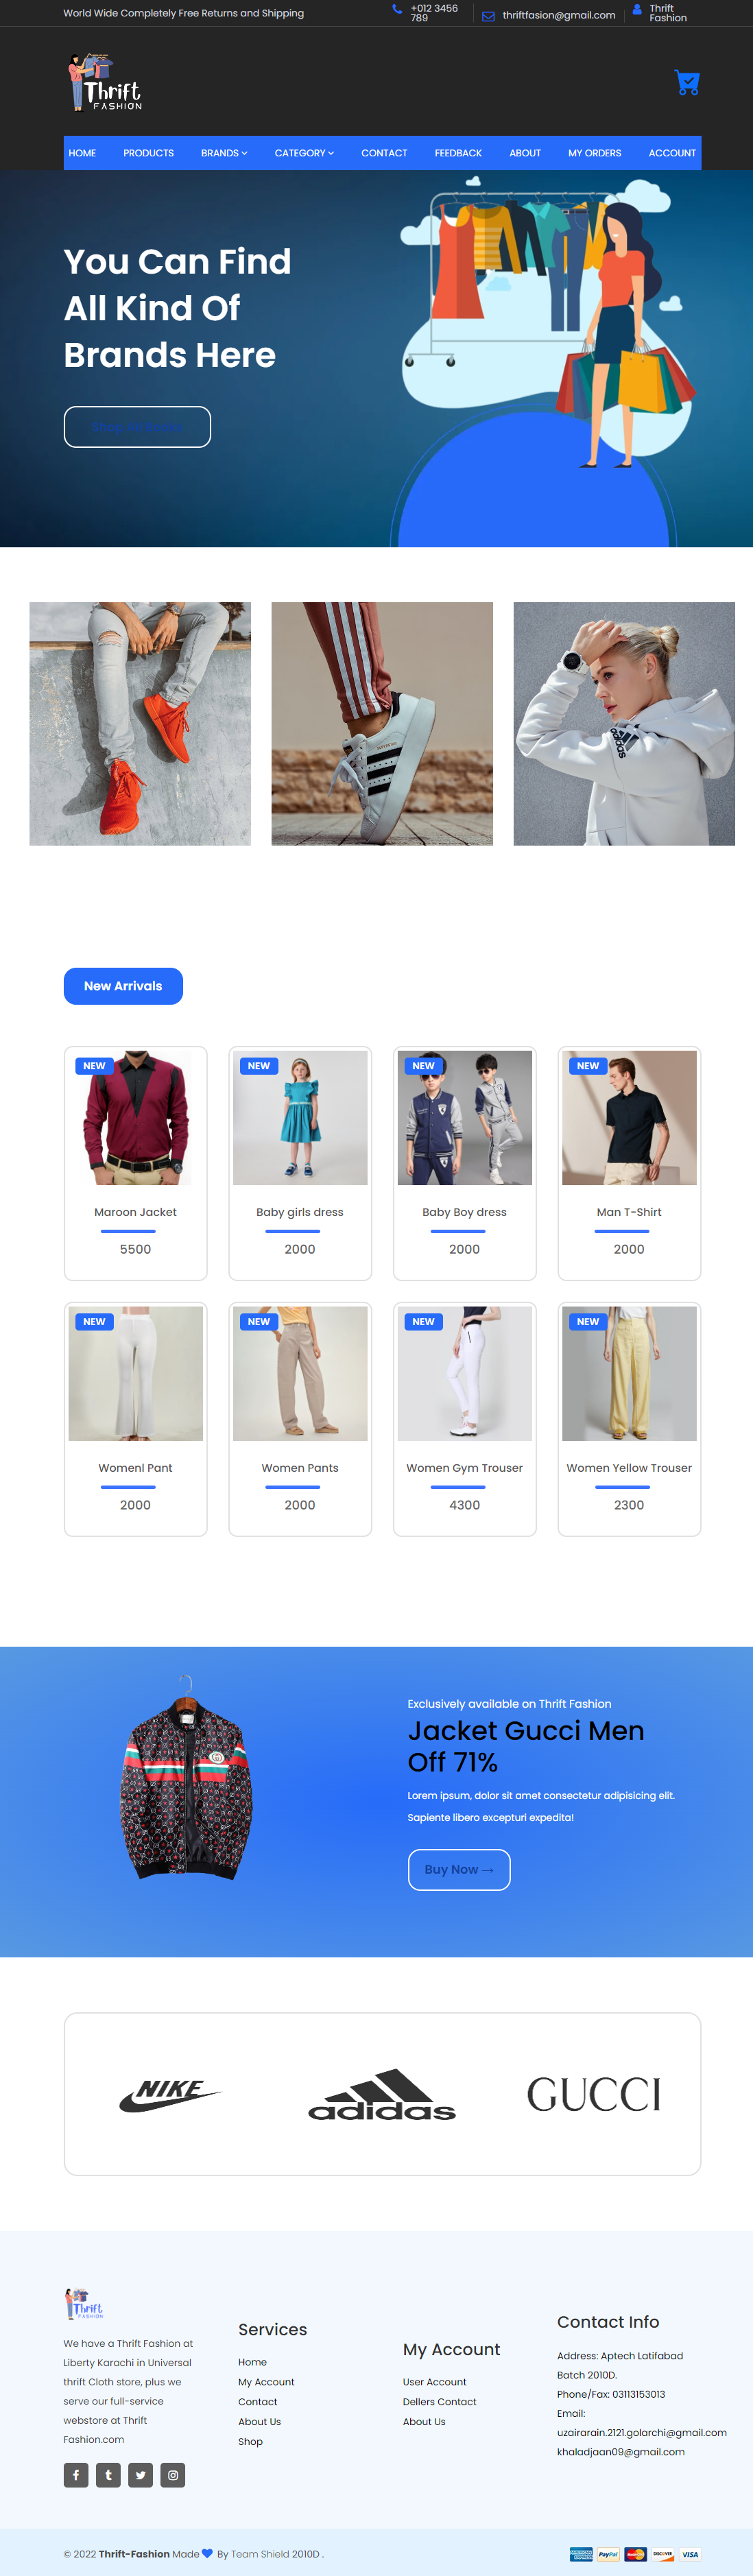 World Wide Completely Free Returns and Shipping
+012 3456
789
thriftfasion@gmail.com
Thrift
Fashion
Thrift
FASHION
HOME PRODUCTS BRANDS CATEGORY CONTACT FEEDBACK ABOUT MY ORDERS ACCOUNT
You Can Find
All Kind Of
Brands Here
adidas
New Arrivals
NEW NEW NEW NEW
Maroon Jacket Baby girls dress Baby Boy dress Man T-Shirt
5500 2000 2000 2000
NEW NEW NEW NEW
Womenl Pant Women Pants Women Gym Trouser Women Yellow Trouser
2000 2000 4300 2300
Exclusively available on Thrift Fashion
Jacket Gucci Men
Off 71%
Lorem ipsum, dolor sit amet consectetur adipisicing elit.
Sapiente libero excepturi expedita!
Buy Now →
NIKE adidas GUCCI
Thrift
FASHION
We have a Thrift Fashion at
Liberty Karachi in Universal
thrift Cloth store, plus we
serve our full-service
webstore at Thrift
Fashion.com
Services
Home
My Account
Contact
About Us
Shop
My Account
User Account
Dellers Contact
About Us
Contact Info
Address: Aptech Latifabad
Batch 2010D.
Phone/Fax: 03113153013
Email:
uzairarain.2121.golarchi@gmail.com
khaladjaan09@gmail.com
© 2022 Thrift-Fashion Made By Team Shield 2010D .
AMERICAN EXPRESS PayPal MasterCard DISCOVER VISA